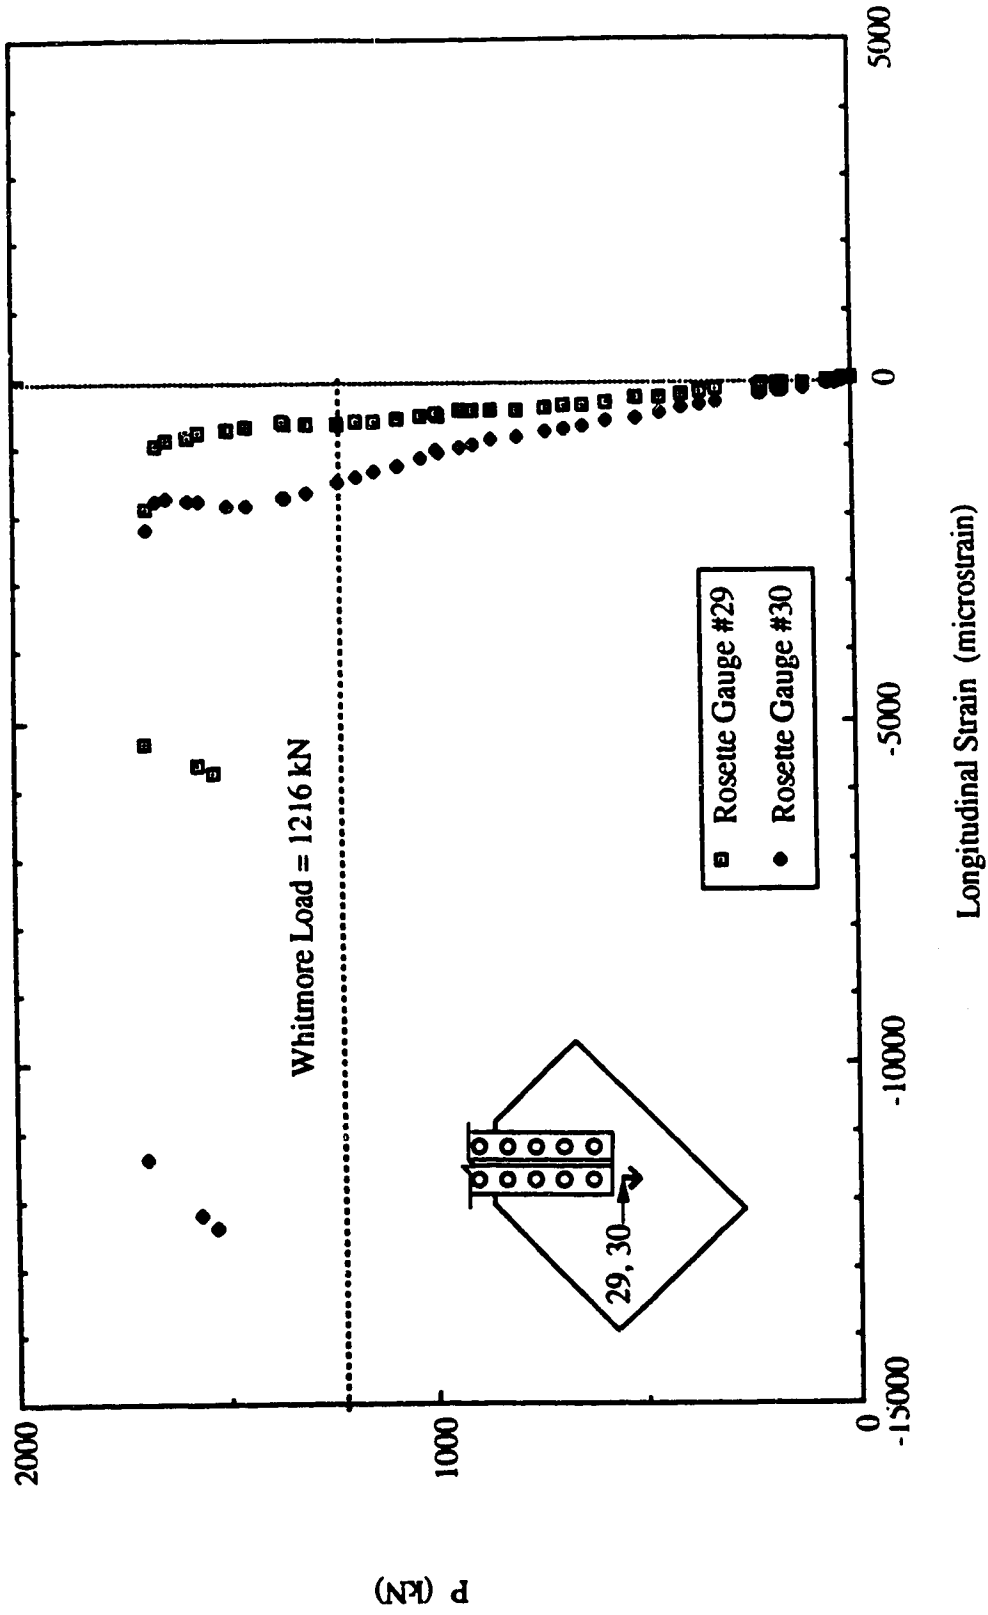 P (kN)
2000
1000
0
Whitmore Load = 1216 kN
29, 30
Rosette Gauge #29
Rosette Gauge #30
-15000
-10000
-5000
0
5000
Longitudinal Strain (microstrain)